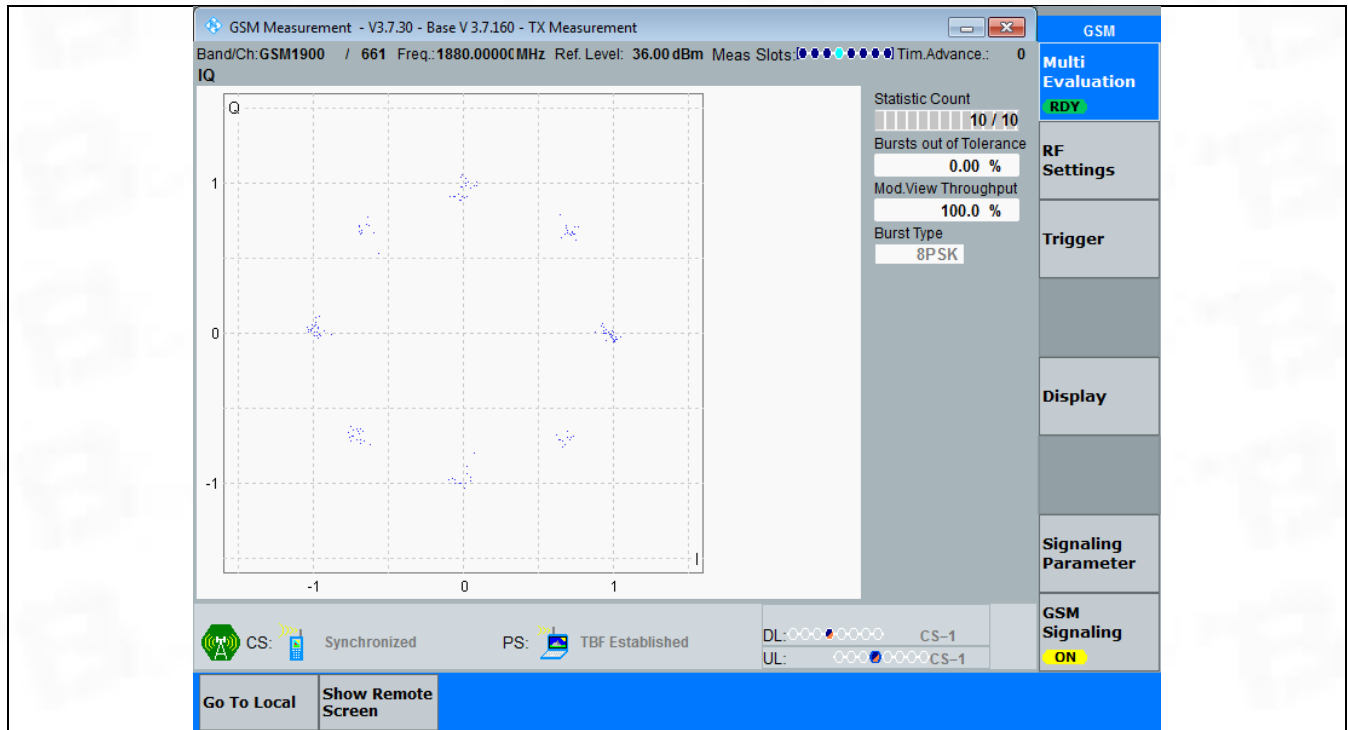 GSM Measurement - V3.7.30 - Base V 3.7.160 - TX Measurement
Band/Ch:GSM1900 / 661 Freq.:1880.00000MHz Ref. Level: 36.00 dBm Meas Slots: Tim.Advance.: 0
IQ
Q
1
0
-1
-1 0 1
I
Statistic Count
10 / 10
Bursts out of Tolerance
0.00 %
Mod.View Throughput
100.0 %
Burst Type
8PSK
CS: Synchronized PS: TBF Established
DL: CS-1
UL: CS-1
GSM
Multi
Evaluation
RDY
RF
Settings
Trigger
Display
Signaling
Parameter
GSM
Signaling
ON
Go To Local
Show Remote
Screen